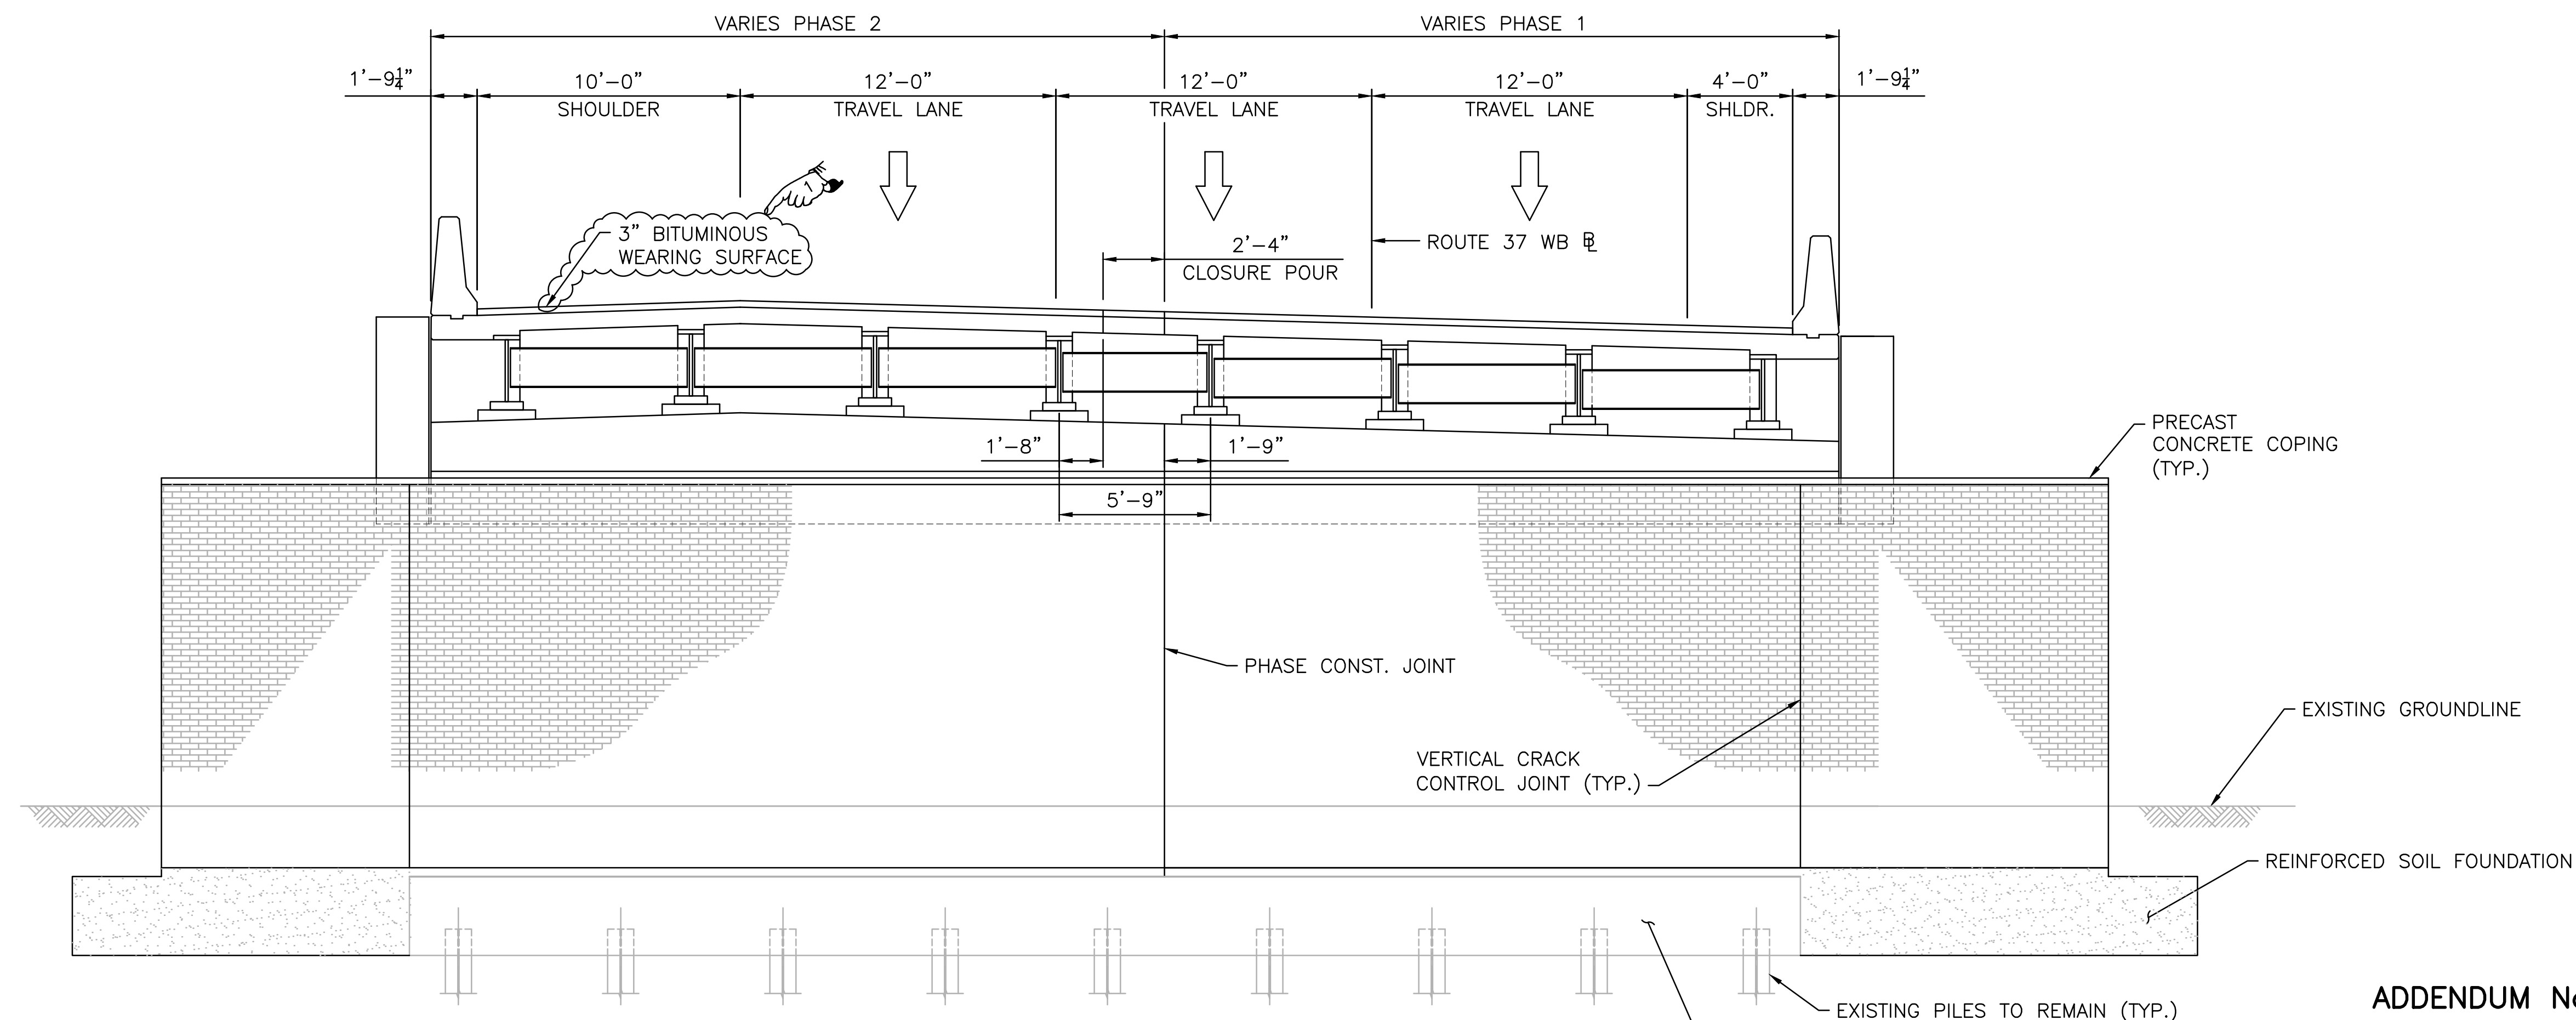 VARIES PHASE 2
VARIES PHASE 1
1'-9¼"
10'-0"
12'-0"
12'-0"
12'-0"
4'-0"
1'-9¼"
SHOULDER
TRAVEL LANE
TRAVEL LANE
TRAVEL LANE
SHLDR.
1
3" BITUMINOUS
WEARING SURFACE
2'-4"
CLOSURE POUR
ROUTE 37 WB BL
1'-8"
1'-9"
5'-9"
PRECAST
CONCRETE COPING
(TYP.)
PHASE CONST. JOINT
EXISTING GROUNDLINE
VERTICAL CRACK
CONTROL JOINT (TYP.)
REINFORCED SOIL FOUNDATION
EXISTING PILES TO REMAIN (TYP.)
ADDENDUM No